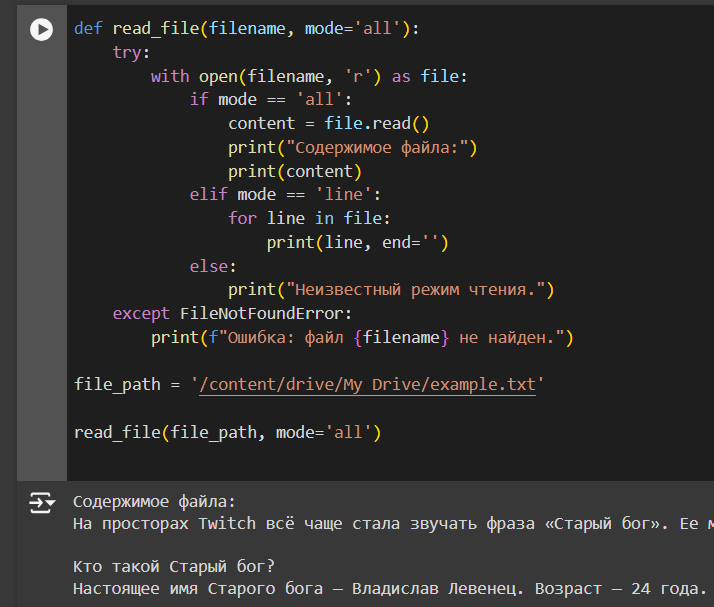 def read_file(filename, mode='all'):
    try:
        with open(filename, 'r') as file:
            if mode == 'all':
                content = file.read()
                print("Содержимое файла:")
                print(content)
            elif mode == 'line':
                for line in file:
                    print(line, end='')
            else:
                print("Неизвестный режим чтения.")
    except FileNotFoundError:
        print(f"Ошибка: файл {filename} не найден.")
file_path = '/content/drive/My Drive/example.txt'
read_file(file_path, mode='all')
Содержимое файла:
На просторах Twitch всё чаще стала звучать фраза «Старый бог». Ее
Кто такой Старый бог?
Настоящее имя Старого бога — Владислав Левенец. Возраст — 24 года.